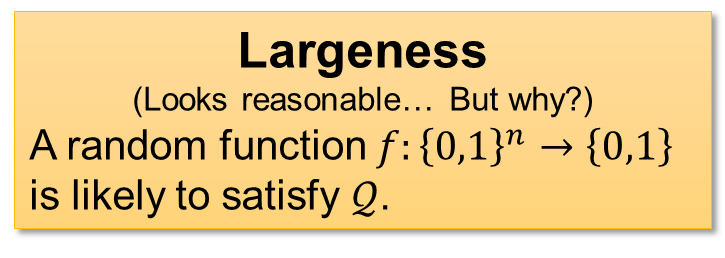 Largeness
(Looks reasonable… But why?)
A random function 𝑓: {0,1}ⁿ → {0,1}
is likely to satisfy 𝒬.